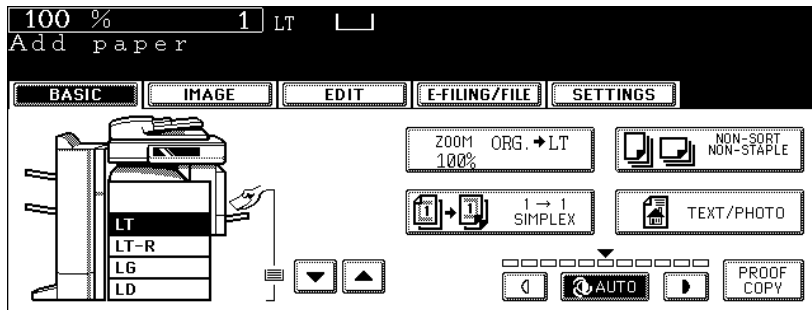 100 % 1 LT
Add paper
BASIC IMAGE EDIT E-FILING/FILE SETTINGS
ZOOM ORG.➔LT
100%
NON-SORT
NON-STAPLE
1 → 1
SIMPLEX
TEXT/PHOTO
LT
LT-R
LG
LD
AUTO
PROOF
COPY